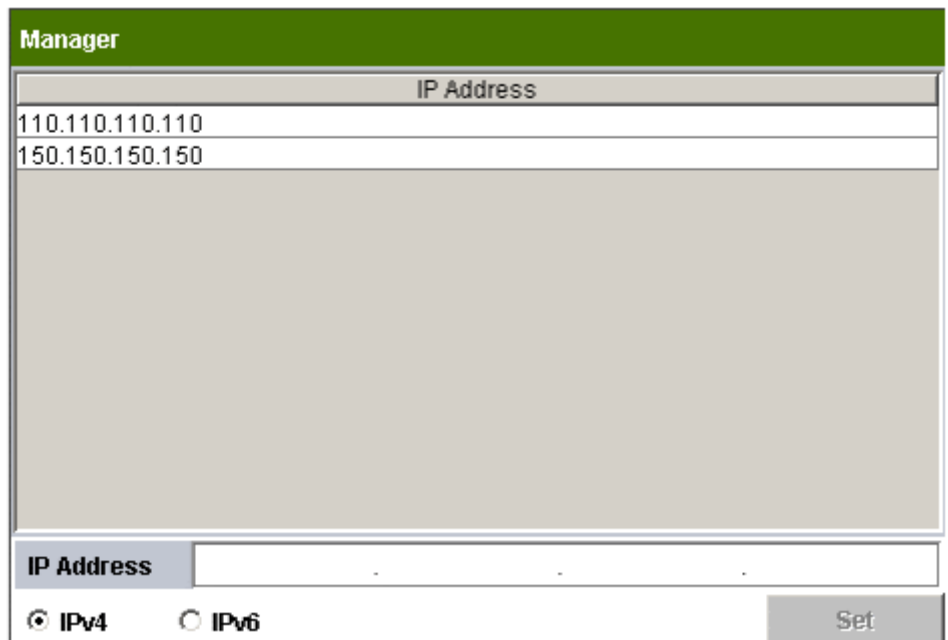 Manager
IP Address
110.110.110.110
150.150.150.150
IP Address . . .
IPv4 IPv6 Set